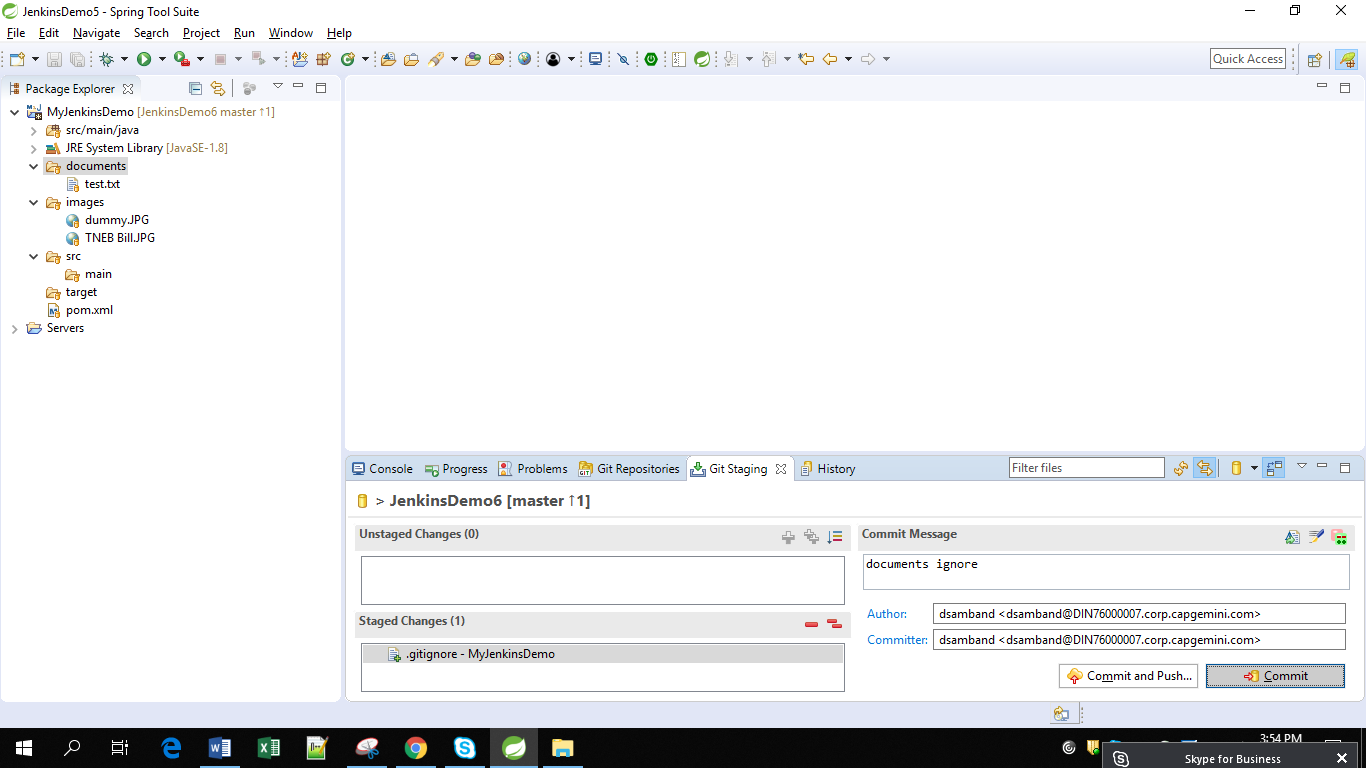 JenkinsDemo5 - Spring Tool Suite
File Edit Navigate Search Project Run Window Help
Quick Access
Package Explorer
MyJenkinsDemo [JenkinsDemo6 master ↑1]
src/main/java
JRE System Library [JavaSE-1.8]
documents
test.txt
images
dummy.JPG
TNEB Bill.JPG
src
main
target
pom.xml
Servers
Console Progress Problems Git Repositories Git Staging History Filter files
> JenkinsDemo6 [master ↑1]
Unstaged Changes (0)
Staged Changes (1)
.gitignore - MyJenkinsDemo
Commit Message
documents ignore
Author: dsamband <dsamband@DIN76000007.corp.capgemini.com>
Committer: dsamband <dsamband@DIN76000007.corp.capgemini.com>
Commit and Push... Commit
3:54 PM
Skype for Business